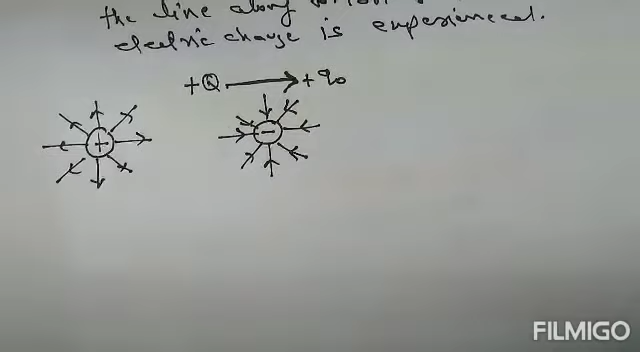 the line along
electric charge is experienced.
+Q → + q₀
+
−
FILMIGO